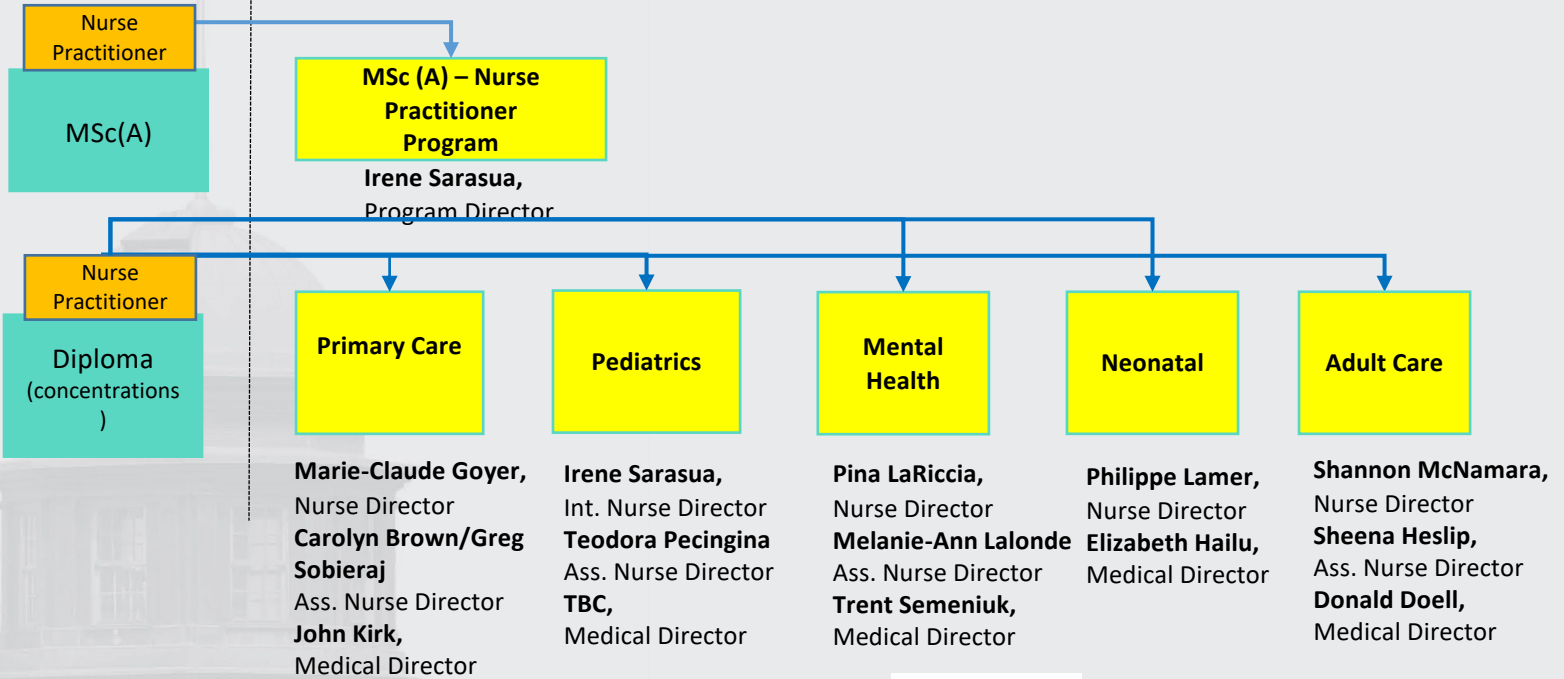 Nurse
Practitioner
MSc(A)
MSc (A) – Nurse
Practitioner
Program
Irene Sarasua,
Program Director
Nurse
Practitioner
Diploma
(concentrations
)
Primary Care
Pediatrics
Mental
Health
Neonatal
Adult Care
Marie-Claude Goyer,
Nurse Director
Carolyn Brown/Greg
Sobieraj
Ass. Nurse Director
John Kirk,
Medical Director
Irene Sarasua,
Int. Nurse Director
Teodora Pecingina
Ass. Nurse Director
TBC,
Medical Director
Pina LaRiccia,
Nurse Director
Melanie-Ann Lalonde
Ass. Nurse Director
Trent Semeniuk,
Medical Director
Philippe Lamer,
Nurse Director
Elizabeth Hailu,
Medical Director
Shannon McNamara,
Nurse Director
Sheena Heslip,
Ass. Nurse Director
Donald Doell,
Medical Director